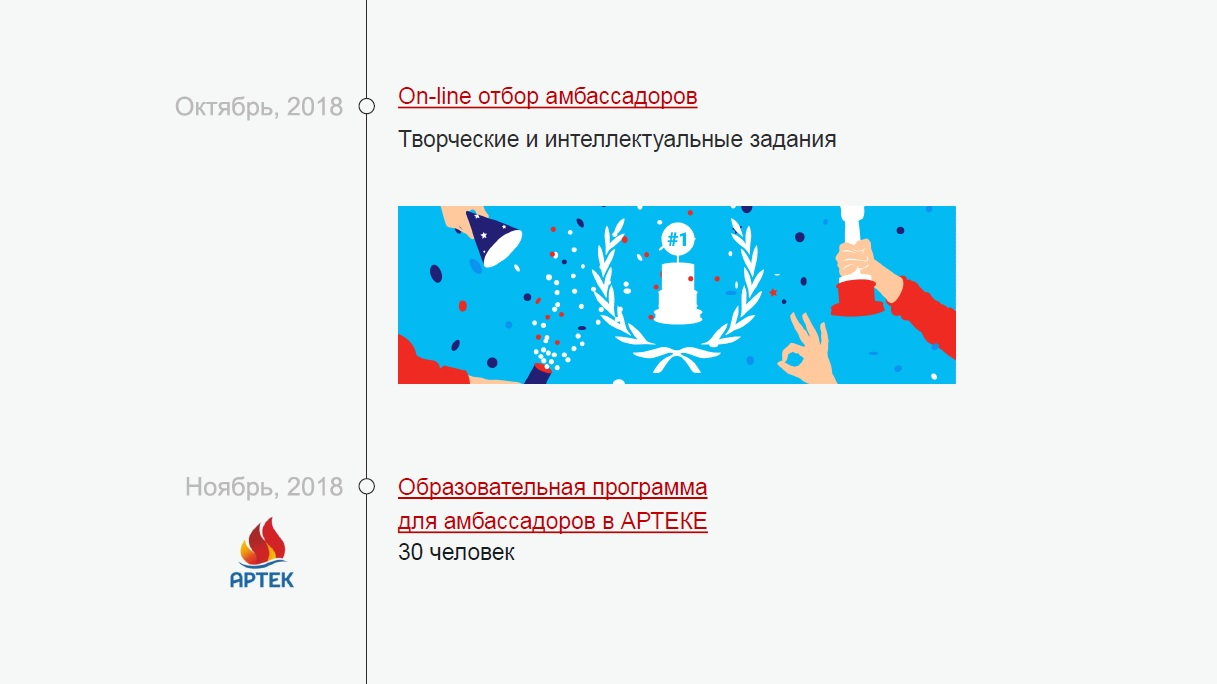 Октябрь, 2018
On-line отбор амбассадоров
Творческие и интеллектуальные задания
#1
Ноябрь, 2018
Образовательная программа
для амбассадоров в АРТЕКЕ
30 человек
АРТЕК